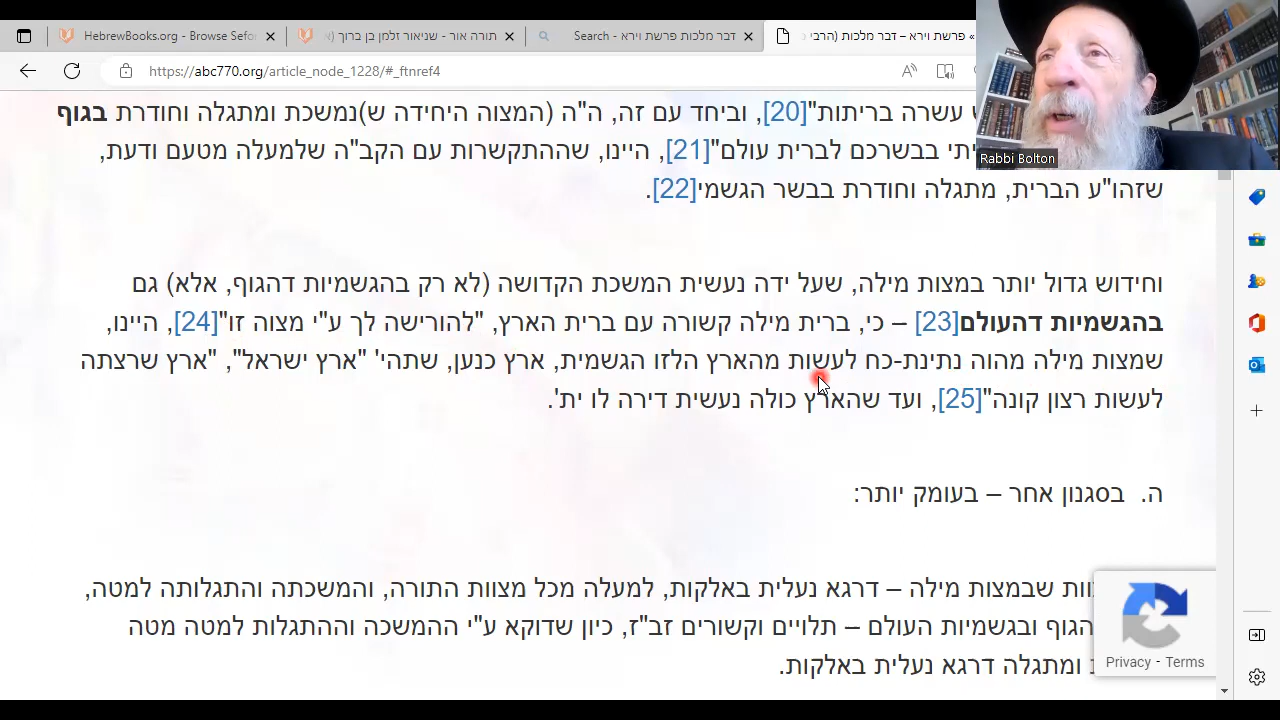 HebrewBooks.org - Browse Sefo
תורה אור - שניאור זלמן בן ברוך (א
דבר מלכות פרשת וירא - Search
» פרשת וירא – דבר מלכות (הרבי
https://abc770.org/article_node_1228/#_ftnref4
Rabbi Bolton
עשרה בריתות"[20], וביחד עם זה, ה"ה (המצוה היחידה ש)נמשכת ומתגלה וחודרת בגוף
בבשרכם לברית עולם"[21], היינו, שההתקשרות עם הקב"ה שלמעלה מטעם ודעת,
שזהו"ע הברית, מתגלה וחודרת בבשר הגשמי[22].
וחידוש גדול יותר במצות מילה, שעל ידה נעשית המשכת הקדושה (לא רק בהגשמיות דהגוף, אלא) גם
בהגשמיות דהעולם[23] – כי, ברית מילה קשורה עם ברית הארץ, "להורישה לך ע"י מצוה זו"[24], היינו,
שמצות מילה מהוה נתינת-כח לעשות מהארץ הלזו הגשמית, ארץ כנען, שתהי' "ארץ ישראל", "ארץ שרצתה
לעשות רצון קונה"[25], ועד שהארץ כולה נעשית דירה לו ית'.
ה. בסגנון אחר – בעומק יותר:
שבמצות מילה – דרגא נעלית באלקות, למעלה מכל מצוות התורה, והמשכתה והתגלותה למטה,
הגוף ובגשמיות העולם – תלויים וקשורים זב"ז, כיון שדוקא ע"י ההמשכה וההתגלות למטה מטה
ומתגלה דרגא נעלית באלקות.
Privacy - Terms